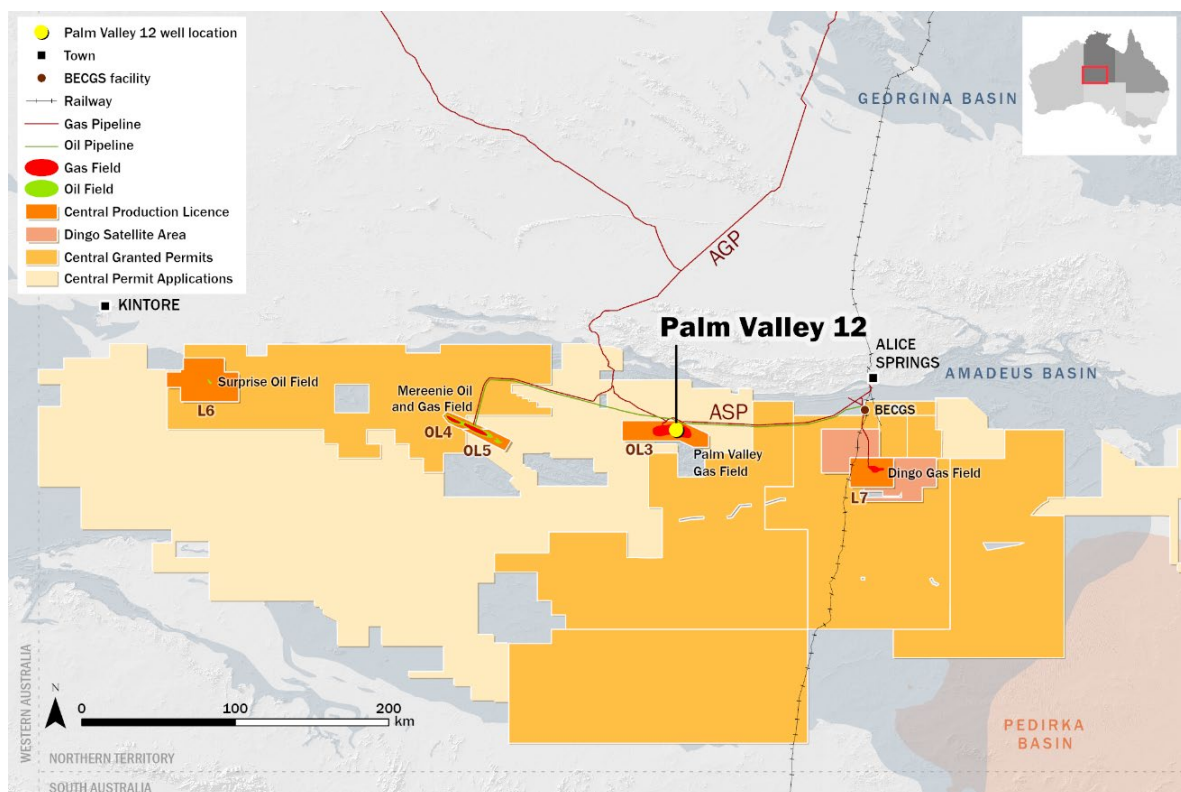 Palm Valley 12 well location
Town
BECGS facility
Railway
Gas Pipeline
Oil Pipeline
Gas Field
Oil Field
Central Production Licence
Dingo Satellite Area
Central Granted Permits
Central Permit Applications
GEORGINA BASIN
AGP
KINTORE
Palm Valley 12
ALICE
SPRINGS
AMADEUS BASIN
Surprise Oil Field
L6
Mereenie Oil
and Gas Field
OL4
OL5
ASP
BECGS
OL3
Palm Valley
Gas Field
Dingo Gas Field
L7
WESTERN AUSTRALIA
N
0
100
200
km
NORTHERN TERRITORY
SOUTH AUSTRALIA
PEDIRKA
BASIN